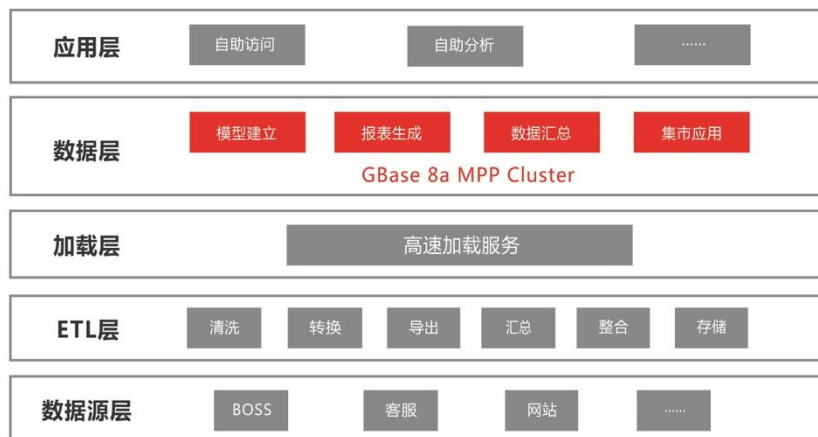 应用层 自助访问 自助分析 ……
数据层 模型建立 报表生成 数据汇总 集市应用
GBase 8a MPP Cluster
加载层 高速加载服务
ETL层 清洗 转换 导出 汇总 整合 存储
数据源层 BOSS 客服 网站 ……